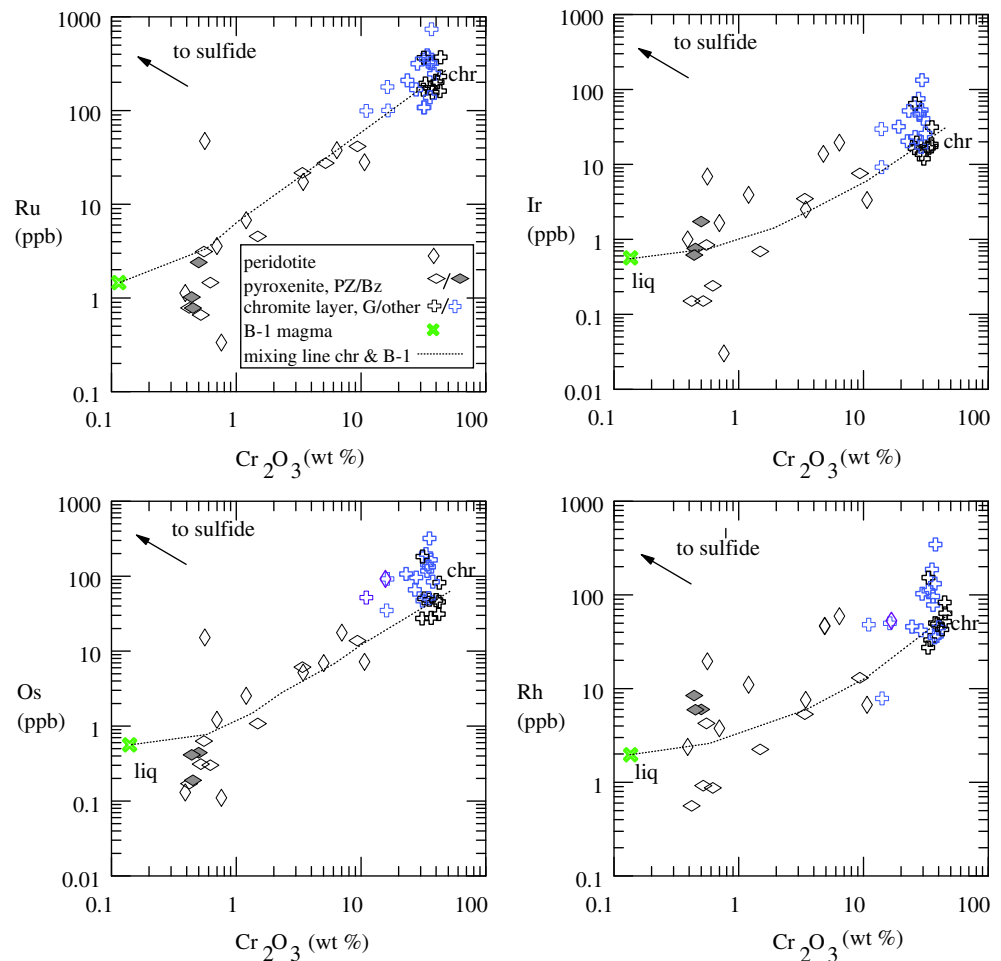 1000
100
10
1
0.1
Ru
(ppb)
to sulfide
chr
peridotite
pyroxenite, PZ/Bz /
chromite layer, G/other /
B-1 magma
mixing line chr & B-1
0.1 1 10 100
Cr2O3 (wt %)
1000
100
10
1
0.1
0.01
Ir
(ppb)
to sulfide
chr
liq
0.1 1 10 100
Cr2O3 (wt %)
1000
100
10
1
0.1
0.01
Os
(ppb)
to sulfide
chr
liq
0.1 1 10 100
Cr2O3 (wt %)
1000
100
10
1
0.1
Rh
(ppb)
to sulfide
chr
liq
0.1 1 10 100
Cr2O3 (wt %)